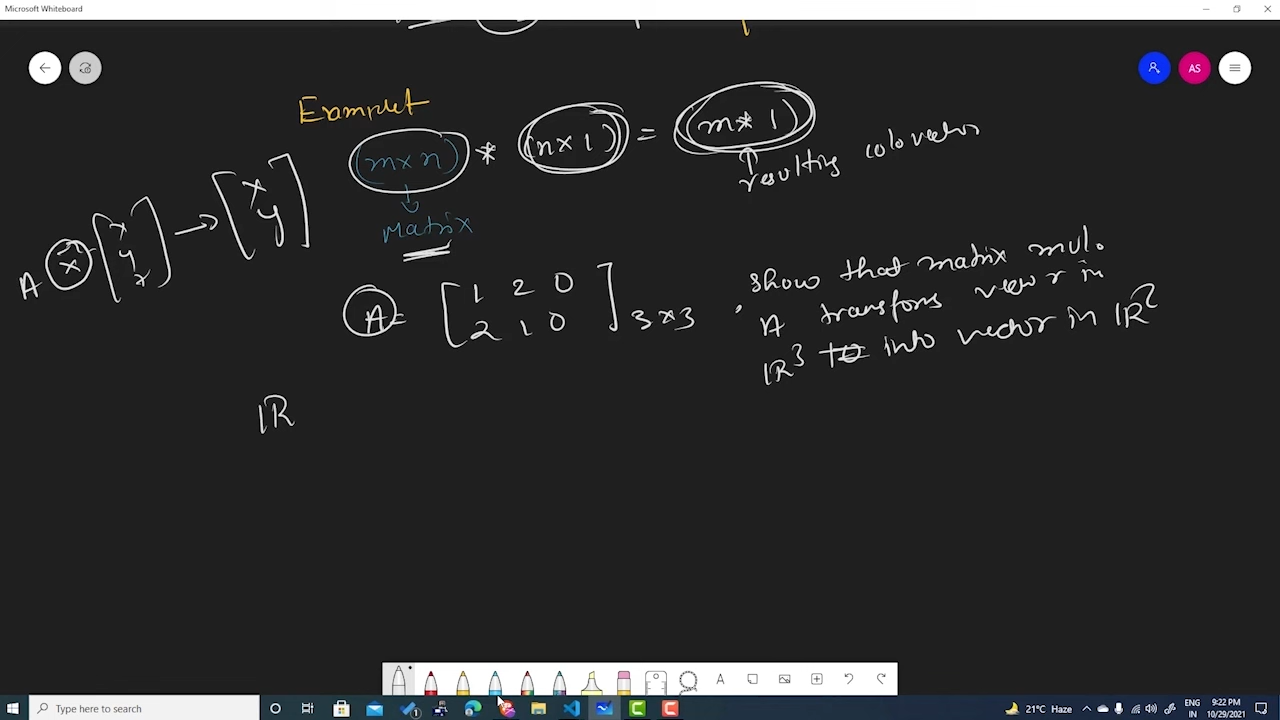 Microsoft Whiteboard
AS
Example
(m×n) * (n×1) = (m* 1)
resulting
Matrix
A x [x y z] → [x y]
A = [1 2 0
2 1 0] 3×3
, show that matrix mul.
A transforms vector in
IR³ to into vector in IR²
IR
A
Type here to search
21°C Haze
ENG
IN
9:22 PM
10/29/2021